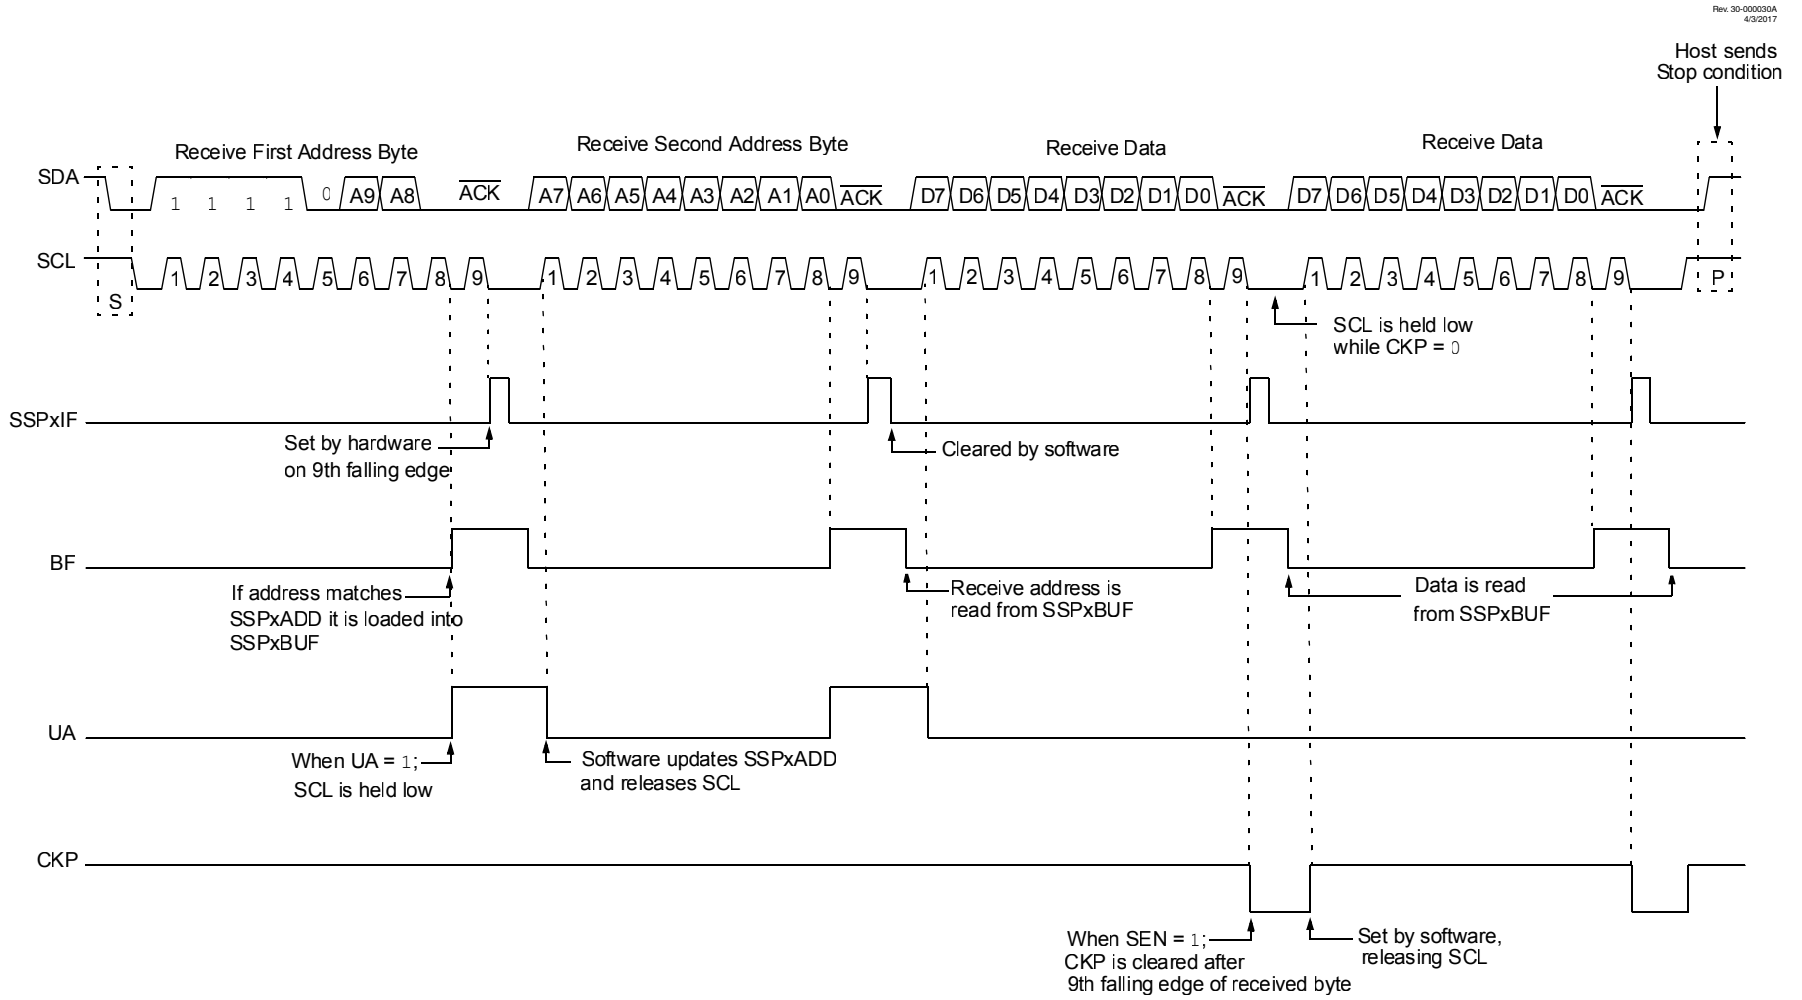 Rev. 30-000030A
4/3/2017
Host sends
Stop condition
Receive First Address Byte
Receive Second Address Byte
Receive Data
Receive Data
SDA
1 1 1 1 0 A9 A8 ACK A7 A6 A5 A4 A3 A2 A1 A0 ACK D7 D6 D5 D4 D3 D2 D1 D0 ACK D7 D6 D5 D4 D3 D2 D1 D0 ACK
SCL
S 1 2 3 4 5 6 7 8 9 1 2 3 4 5 6 7 8 9 1 2 3 4 5 6 7 8 9 1 2 3 4 5 6 7 8 9 P
SCL is held low
while CKP = 0
SSPxIF
Set by hardware
on 9th falling edge
Cleared by software
BF
If address matches
SSPxADD it is loaded into
SSPxBUF
Receive address is
read from SSPxBUF
Data is read
from SSPxBUF
UA
When UA = 1;
SCL is held low
Software updates SSPxADD
and releases SCL
CKP
When SEN = 1;
CKP is cleared after
9th falling edge of received byte
Set by software,
releasing SCL